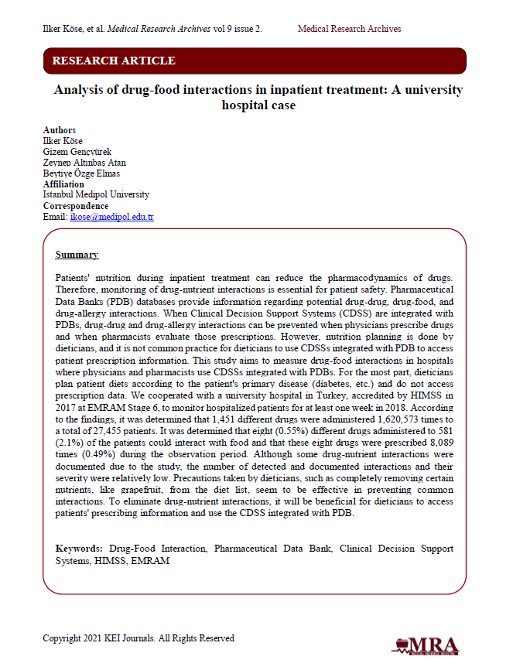 Ilker Köse, et al. Medical Research Archives vol 9 issue 2. Medical Research Archives
RESEARCH ARTICLE
Analysis of drug-food interactions in inpatient treatment: A university
hospital case
Authors
Ilker Köse
Gizem Gençyürek
Zeynep Altınbaş Atan
Beytiye Özge Elmas
Affiliation
Istanbul Medipol University
Correspondence
Email: ikose@medipol.edu.tr
Summary
Patients' nutrition during inpatient treatment can reduce the pharmacodynamics of drugs.
Therefore, monitoring of drug-nutrient interactions is essential for patient safety. Pharmaceutical
Data Banks (PDB) databases provide information regarding potential drug-drug, drug-food, and
drug-allergy interactions. When Clinical Decision Support Systems (CDSS) are integrated with
PDBs, drug-drug and drug-allergy interactions can be prevented when physicians prescribe drugs
and when pharmacists evaluate those prescriptions. However, nutrition planning is done by
dieticians, and it is not common practice for dieticians to use CDSSs integrated with PDB to access
patient prescription information. This study aims to measure drug-food interactions in hospitals
where physicians and pharmacists use CDSSs integrated with PDBs. For the most part, dieticians
plan patient diets according to the patient's primary disease (diabetes, etc.) and do not access
prescription data. We cooperated with a university hospital in Turkey, accredited by HIMSS in
2017 at EMRAM Stage 6, to monitor hospitalized patients for at least one week in 2018. According
to the findings, it was determined that 1,451 different drugs were administered 1,620,573 times to
a total of 27,455 patients. It was determined that eight (0.55%) different drugs administered to 581
(2.1%) of the patients could interact with food and that these eight drugs were prescribed 8,089
times (0.49%) during the observation period. Although some drug-nutrient interactions were
documented due to the study, the number of detected and documented interactions and their
severity were relatively low. Precautions taken by dieticians, such as completely removing certain
nutrients, like grapefruit, from the diet list, seem to be effective in preventing common
interactions. To eliminate drug-nutrient interactions, it will be beneficial for dieticians to access
patients' prescribing information and use the CDSS integrated with PDB.
Keywords: Drug-Food Interaction, Pharmaceutical Data Bank, Clinical Decision Support
Systems, HIMSS, EMRAM
Copyright 2021 KEI Journals. All Rights Reserved
MRA